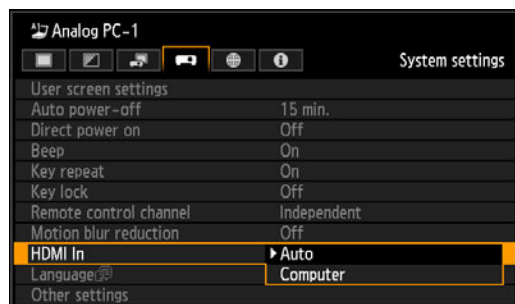 Analog PC-1
System settings
User screen settings
Auto power-off 15 min.
Direct power on Off
Beep On
Key repeat On
Key lock Off
Remote control channel Independent
Motion blur reduction Off
HDMI In Auto
Language Computer
Other settings